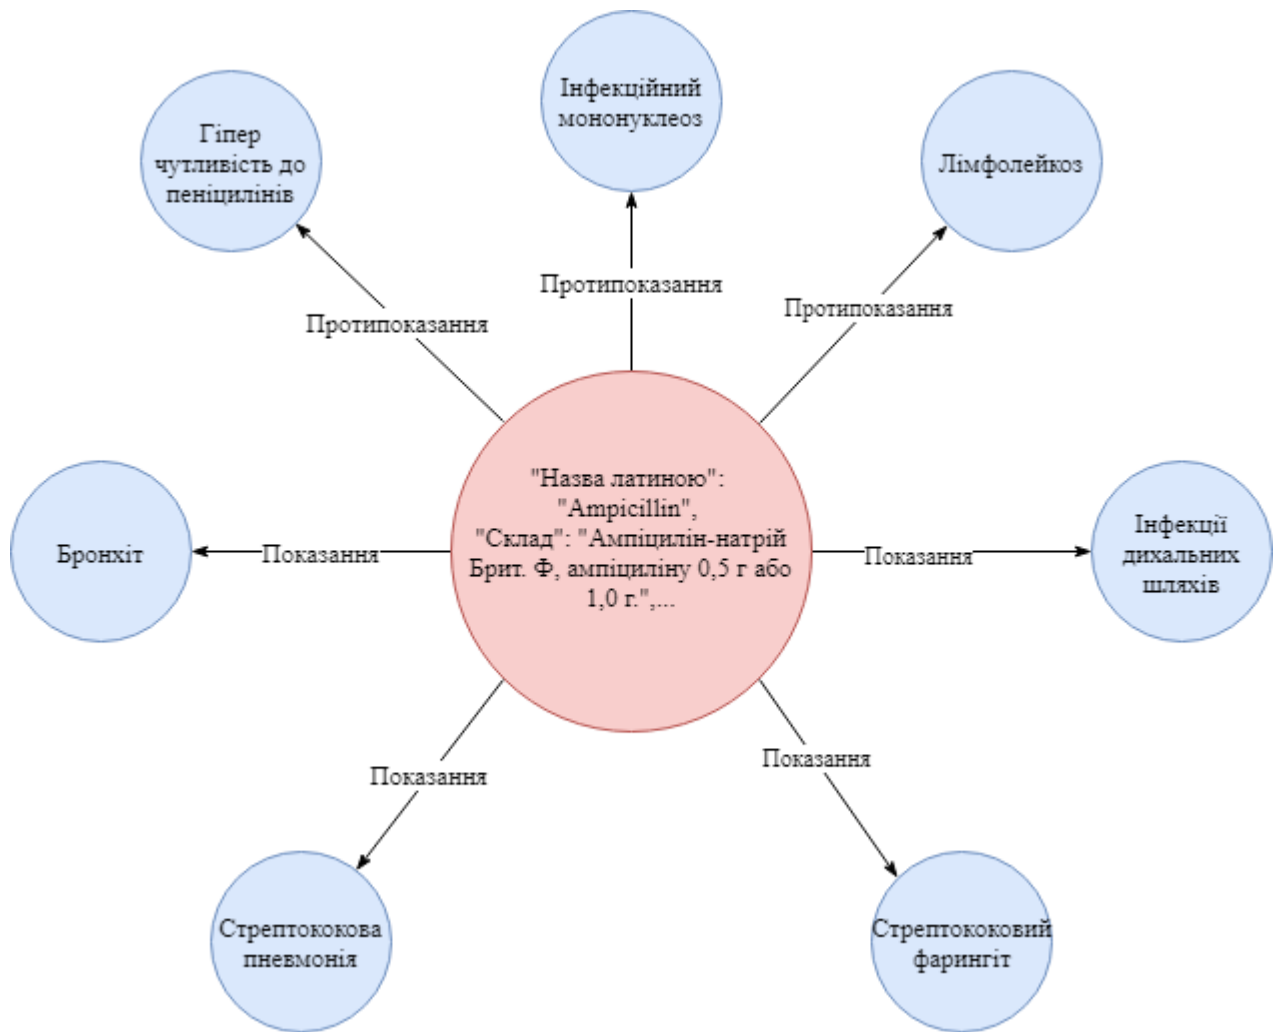 Інфекційний
мононуклеоз
Гіпер
чутливість до
пеніцилінів
Лімфолейкоз
Протипоказання
Протипоказання
Протипоказання
"Назва латиною":
"Ampicillin",
"Склад": "Ампіцилін-натрій
Брит. Ф, ампіциліну 0,5 г або
1,0 г.",...
Бронхіт
Показання
Показання
Інфекції
дихальних
шляхів
Показання
Показання
Стрептококова
пневмонія
Стрептококовий
фарингіт